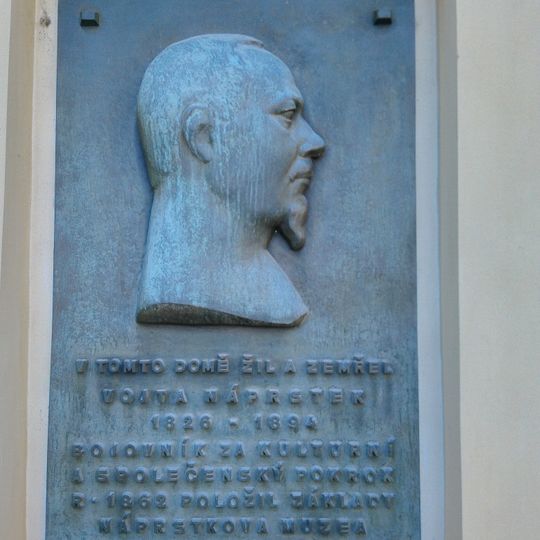 V TOMTO DOMĚ ŽIL A ZEMŘEL
VOJTA NÁPRSTEK
1826 - 1894
BOJOVNÍK ZA KULTURNÍ
A SPOLEČENSKÝ POKROK
R. 1862 POLOŽIL ZÁKLADY
NÁPRSTKOVA MUZEA